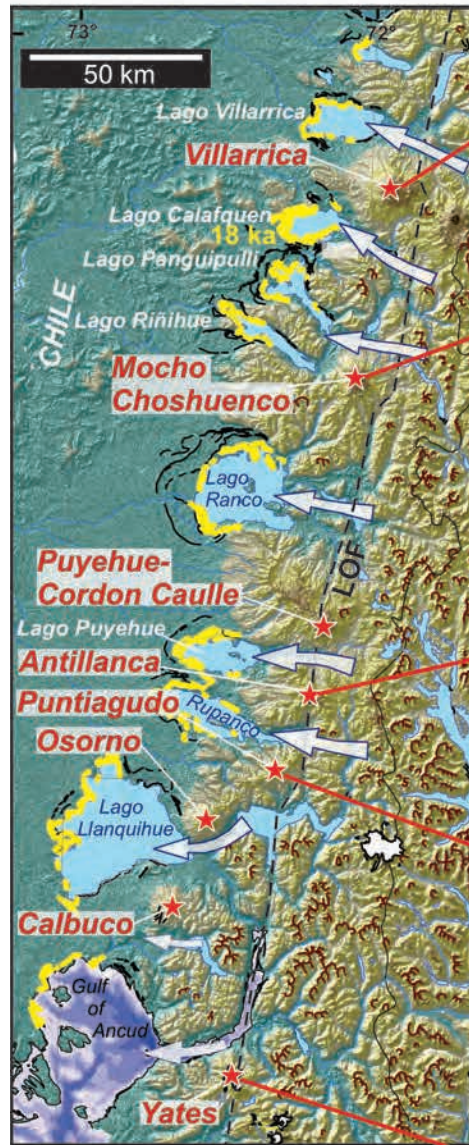 73°
72°
50 km
Lago Villarrica
Villarrica
Lago Calafquen
18 ka
Lago Panguipulli
CHILE
Lago Riñihue
Mocho
Choshuenco
Lago
Ranco
LOF
Puyehue-
Cordon Caulle
Lago Puyehue
Antillanca
Puntiagudo
Rupanco
Osorno
Lago
Llanquihue
Calbuco
Gulf
of
Ancud
Yates